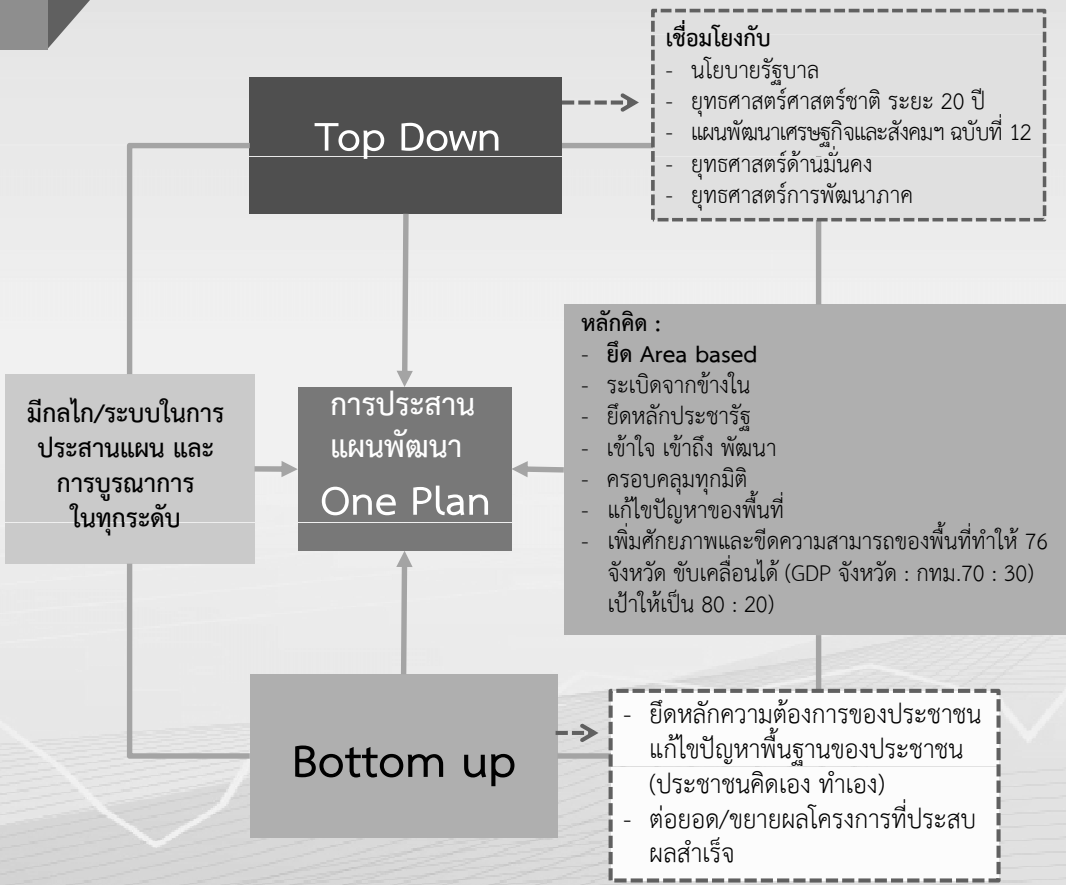 เชื่อมโยงกับ
- นโยบายรัฐบาล
- ยุทธศาสตร์ศาสตร์ชาติ ระยะ 20 ปี
- แผนพัฒนาเศรษฐกิจและสังคมฯ ฉบับที่ 12
- ยุทธศาสตร์ด้านมั่นคง
- ยุทธศาสตร์การพัฒนาภาค
Top Down
หลักคิด :
- ยึด Area based
- ระเบิดจากข้างใน
- ยึดหลักประชารัฐ
- เข้าใจ เข้าถึง พัฒนา
- ครอบคลุมทุกมิติ
- แก้ไขปัญหาของพื้นที่
- เพิ่มศักยภาพและขีดความสามารถของพื้นที่ทำให้ 76
จังหวัด ขับเคลื่อนได้ (GDP จังหวัด : กทม.70 : 30)
เป้าให้เป็น 80 : 20)
มีกลไก/ระบบในการ
ประสานแผน และ
การบูรณาการ
ในทุกระดับ
การประสาน
แผนพัฒนา
One Plan
Bottom up
- ยึดหลักความต้องการของประชาชน
แก้ไขปัญหาพื้นฐานของประชาชน
(ประชาชนคิดเอง ทำเอง)
- ต่อยอด/ขยายผลโครงการที่ประสบ
ผลสำเร็จ